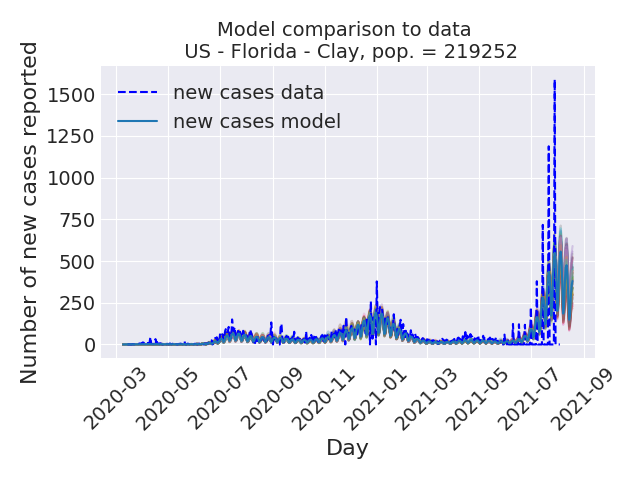 Model comparison to data
US - Florida - Clay, pop. = 219252
Number of new cases reported
1500
1250
1000
750
500
250
0
new cases data
new cases model
2020-03
2020-05
2020-07
2020-09
2020-11
2021-01
2021-03
2021-05
2021-07
2021-09
Day